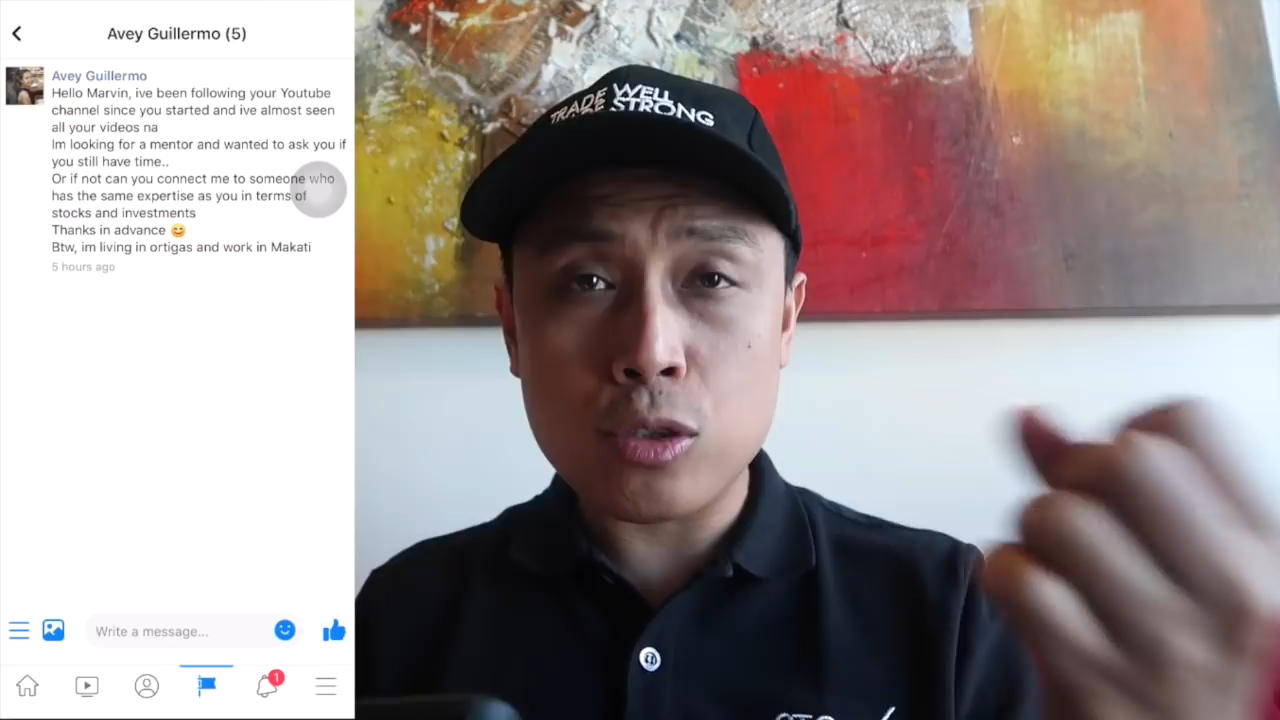 Avey Guillermo (5)
Avey Guillermo
Hello Marvin, ive been following your Youtube
channel since you started and ive almost seen
all your videos na
Im looking for a mentor and wanted to ask you if
you still have time..
Or if not can you connect me to someone who
has the same expertise as you in terms of
stocks and investments
Thanks in advance 😊
Btw, im living in ortigas and work in Makati
5 hours ago
Write a message...
1
TRADE WELL
STRONG